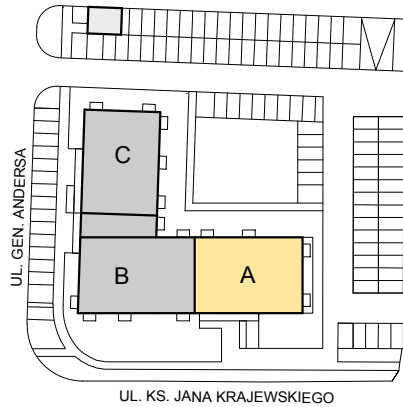 C
UL. GEN. ANDERSA
B
A
UL. KS. JANA KRAJEWSKIEGO